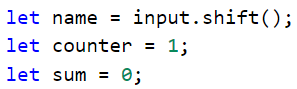 let name = input.shift();
let counter = 1;
let sum = 0;